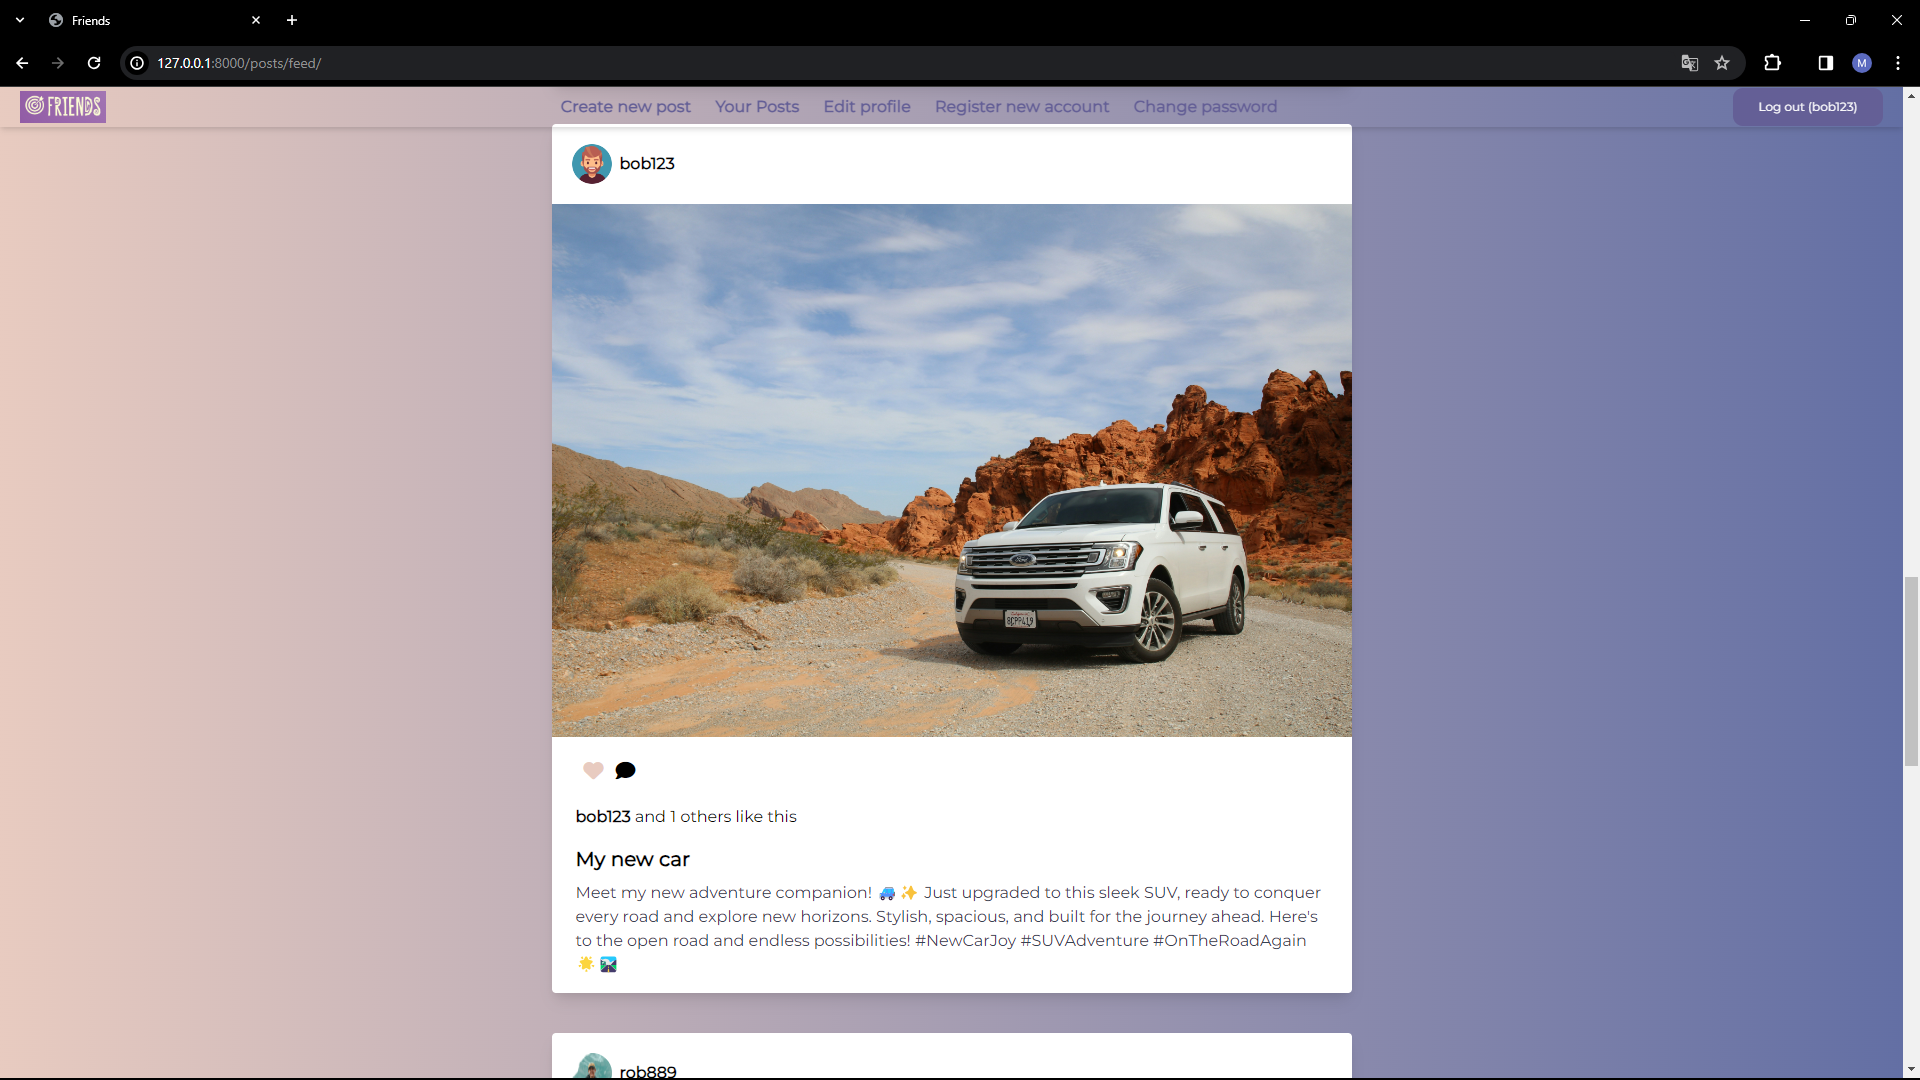 Friends
127.0.0.1:8000/posts/feed/
FRIENDS
Create new post
Your Posts
Edit profile
Register new account
Change password
Log out (bob123)
bob123
Ford
8CPP419
bob123 and 1 others like this
My new car
Meet my new adventure companion! 🚙 ✨ Just upgraded to this sleek SUV, ready to conquer
every road and explore new horizons. Stylish, spacious, and built for the journey ahead. Here's
to the open road and endless possibilities! #NewCarJoy #SUVAdventure #OnTheRoadAgain
🌟 🛣️
rob889
M